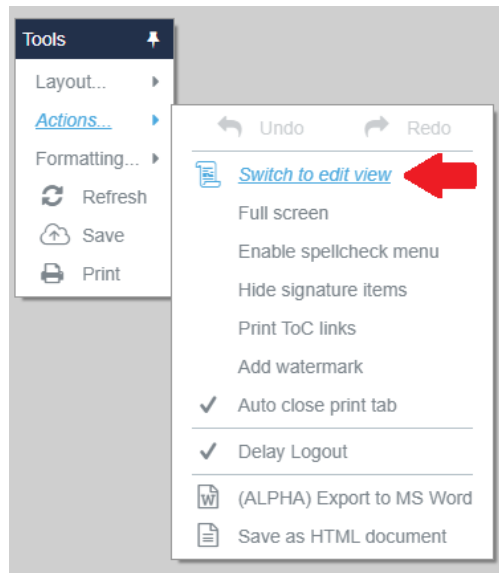 Tools
Layout...
Actions...
Undo Redo
Formatting...
Switch to edit view
Refresh
Full screen
Save
Enable spellcheck menu
Print
Hide signature items
Print ToC links
Add watermark
Auto close print tab
Delay Logout
W (ALPHA) Export to MS Word
Save as HTML document